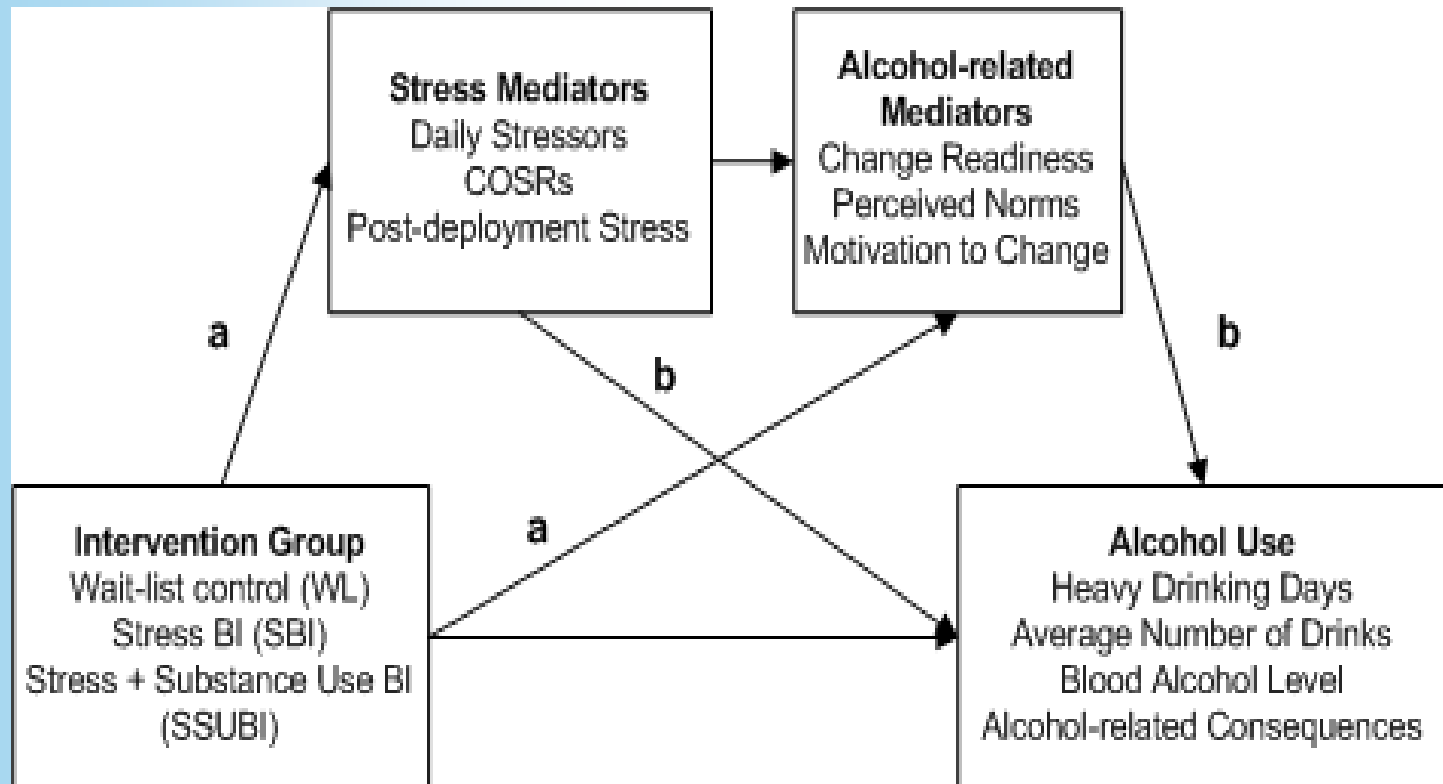 Stress Mediators
Daily Stressors
COSRs
Post-deployment Stress
Alcohol-related
Mediators
Change Readiness
Perceived Norms
Motivation to Change
a
b
b
a
Intervention Group
Wait-list control (WL)
Stress BI (SBI)
Stress + Substance Use BI
(SSUBI)
Alcohol Use
Heavy Drinking Days
Average Number of Drinks
Blood Alcohol Level
Alcohol-related Consequences